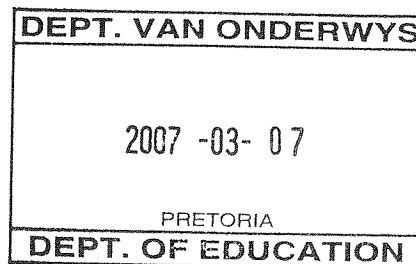 DEPT. VAN ONDERWYS
2007 -03- 07
PRETORIA
DEPT. OF EDUCATION